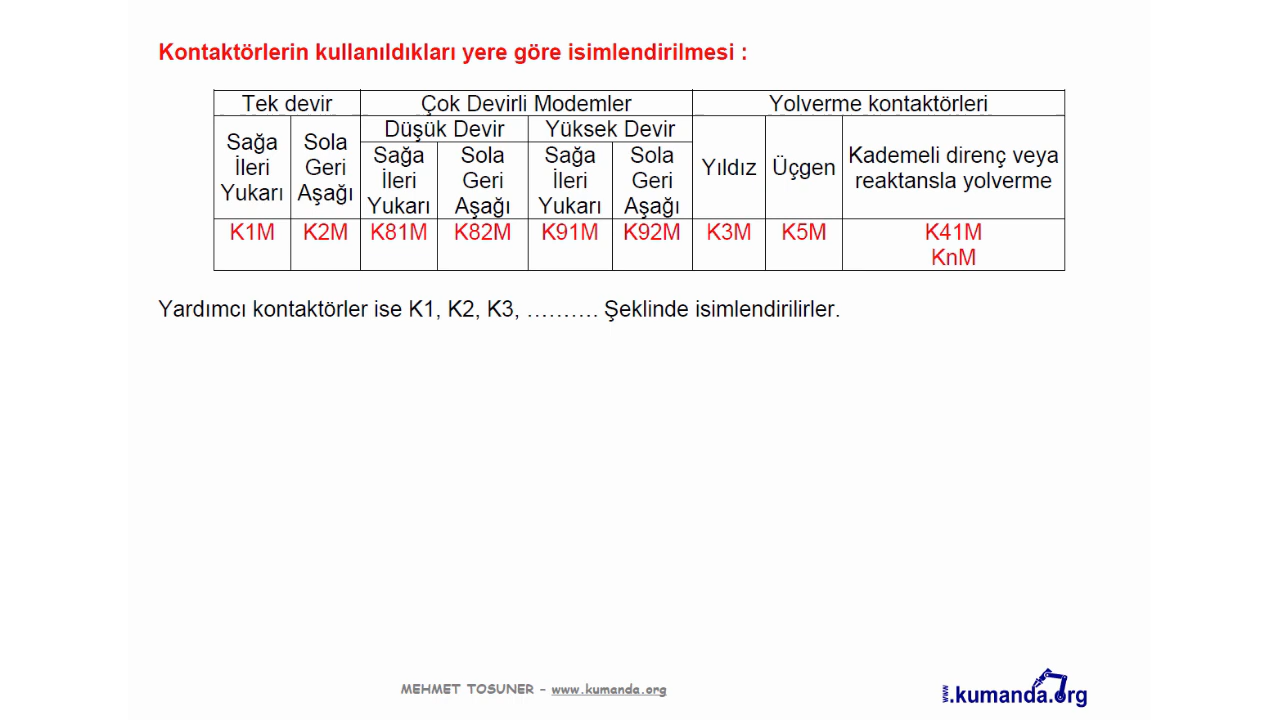 Kontaktörlerin kullanıldıkları yere göre isimlendirilmesi :
Tek devir Çok Devirli Modemler Yolverme kontaktörleri
Düşük Devir Yüksek Devir
Sağa İleri Yukarı
Sola Geri Aşağı
Sağa İleri Yukarı
Sola Geri Aşağı
Sağa İleri Yukarı
Sola Geri Aşağı
Yıldız
Üçgen
Kademeli direnç veya
reaktansla yolverme
K1M K2M K81M K82M K91M K92M K3M K5M K41M
KnM
Yardımcı kontaktörler ise K1, K2, K3, ………. Şeklinde isimlendirilirler.
MEHMET TOSUNER - www.kumanda.org
www.kumanda.org